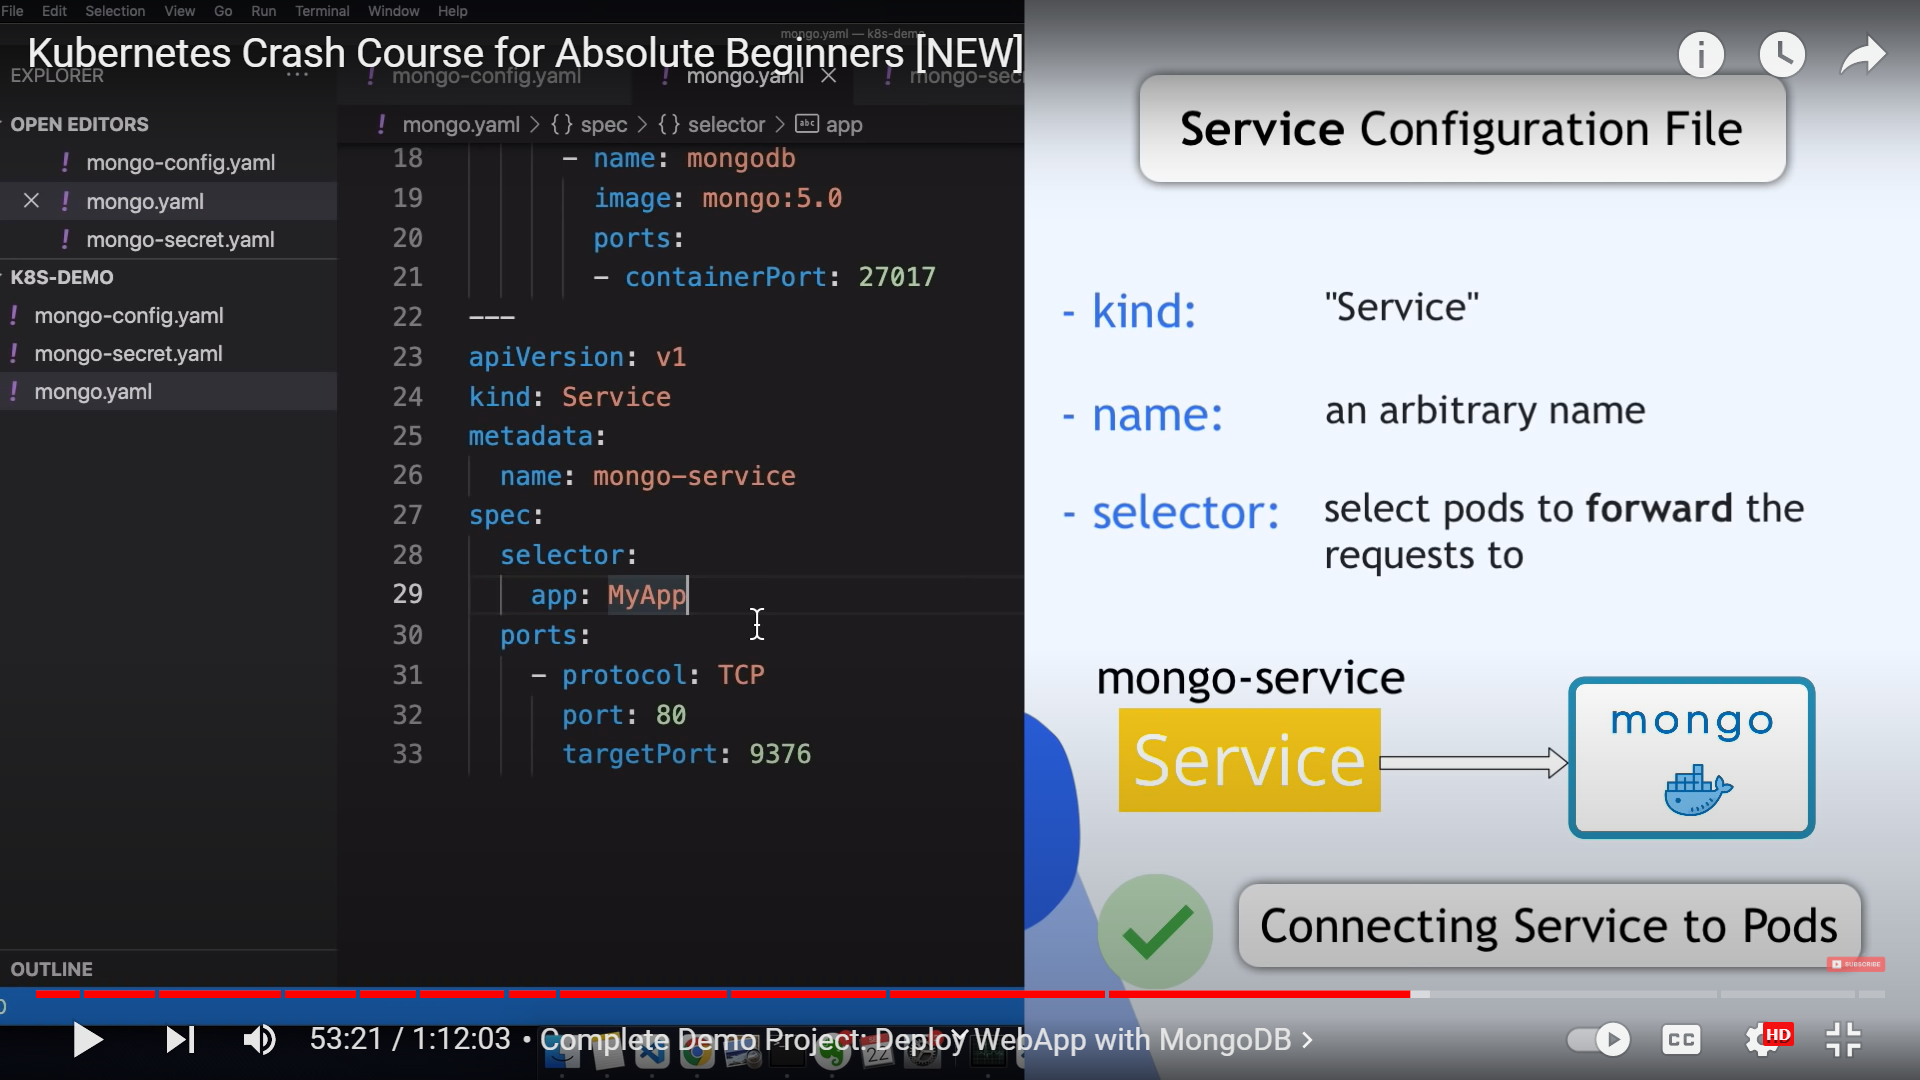 File Edit Selection View Go Run Terminal Window Help
mongo.yaml — k8s-demo
Kubernetes Crash Course for Absolute Beginners [NEW]
EXPLORER ...
mongo-config.yaml
mongo.yaml
mongo-sec
OPEN EDITORS
mongo-config.yaml
mongo.yaml
mongo-secret.yaml
K8S-DEMO
mongo-config.yaml
mongo-secret.yaml
mongo.yaml
OUTLINE
! mongo.yaml > {} spec > {} selector > abc app
18 - name: mongodb
19 image: mongo:5.0
20 ports:
21 - containerPort: 27017
22 ---
23 apiVersion: v1
24 kind: Service
25 metadata:
26 name: mongo-service
27 spec:
28 selector:
29 app: MyApp
30 ports:
31 - protocol: TCP
32 port: 80
33 targetPort: 9376
Service Configuration File
- kind: "Service"
- name: an arbitrary name
- selector: select pods to forward the
requests to
mongo-service
Service
mongo
Connecting Service to Pods
SUBSCRIBE
53:21 / 1:12:03 • Complete Demo Project: Deploy WebApp with MongoDB >
22
CC
HD